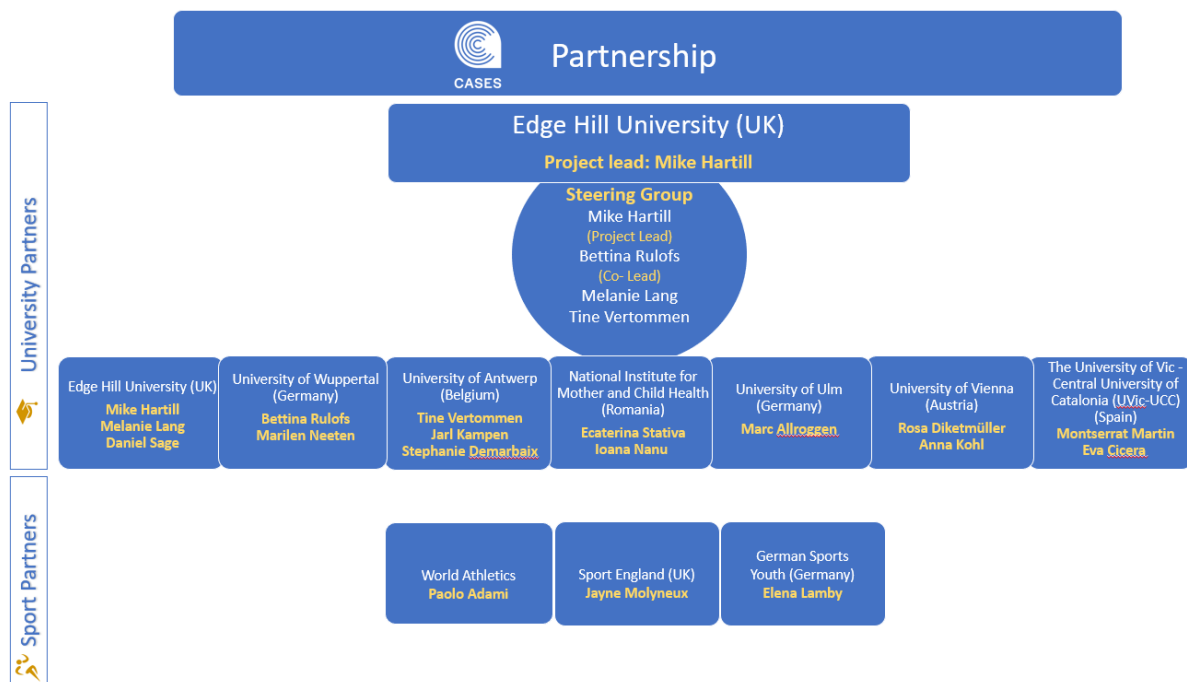 CASES
Partnership
University Partners
Edge Hill University (UK)
Project lead: Mike Hartill
Steering Group
Mike Hartill
(Project Lead)
Bettina Rulofs
(Co- Lead)
Melanie Lang
Tine Vertommen
Edge Hill University (UK)
Mike Hartill
Melanie Lang
Daniel Sage
University of Wuppertal
(Germany)
Bettina Rulofs
Marilen Neeten
University of Antwerp
(Belgium)
Tine Vertommen
Jarl Kampen
Stephanie Demarbaix
National Institute for
Mother and Child Health
(Romania)
Ecaterina Stativa
Ioana Nanu
University of Ulm
(Germany)
Marc Allroggen
University of Vienna
(Austria)
Rosa Diketmüller
Anna Kohl
The University of Vic -
Central University of
Catalonia (UVic-UCC)
(Spain)
Montserrat Martin
Eva Cicera
Sport Partners
World Athletics
Paolo Adami
Sport England (UK)
Jayne Molyneux
German Sports
Youth (Germany)
Elena Lamby